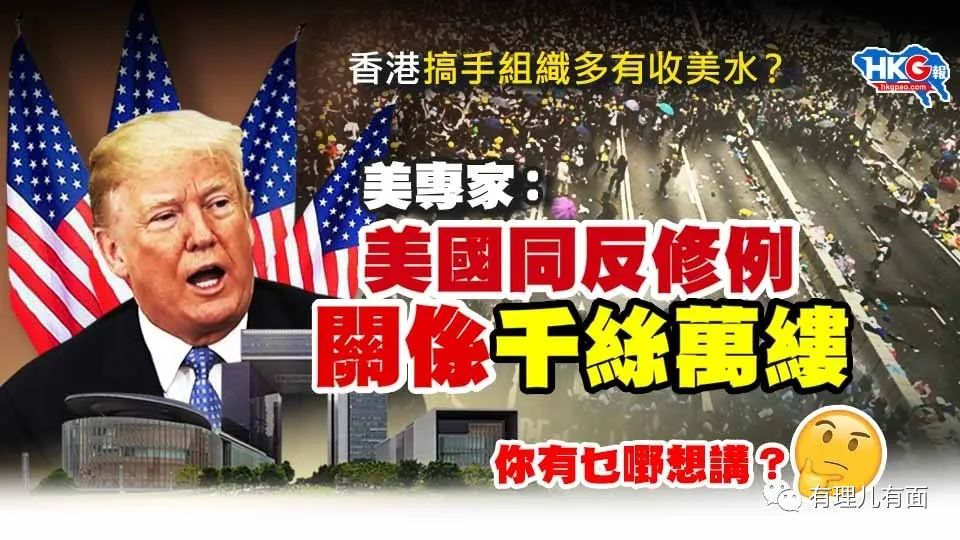 香港搞手組織多有收美水？
HKG報
hkgpao.com
美專家：
美國同反修例
關係千絲萬縷
你有乜嘢想講？
有理儿有面